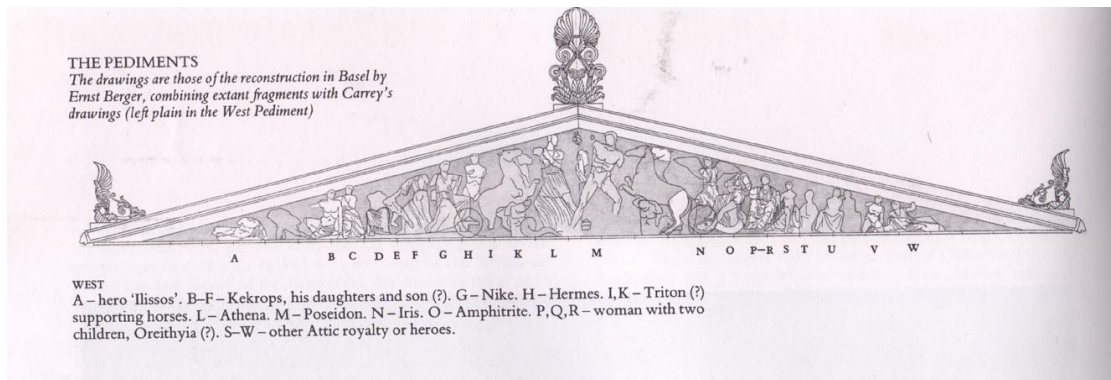 THE PEDIMENTS
The drawings are those of the reconstruction in Basel by
Ernst Berger, combining extant fragments with Carrey's
drawings (left plain in the West Pediment)
A B C D E F G H I K L M N O P–R S T U V W
WEST
A – hero 'Ilissos'. B–F – Kekrops, his daughters and son (?). G – Nike. H – Hermes. I,K – Triton (?)
supporting horses. L – Athena. M – Poseidon. N – Iris. O – Amphitrite. P,Q,R – woman with two
children, Oreithyia (?). S–W – other Attic royalty or heroes.